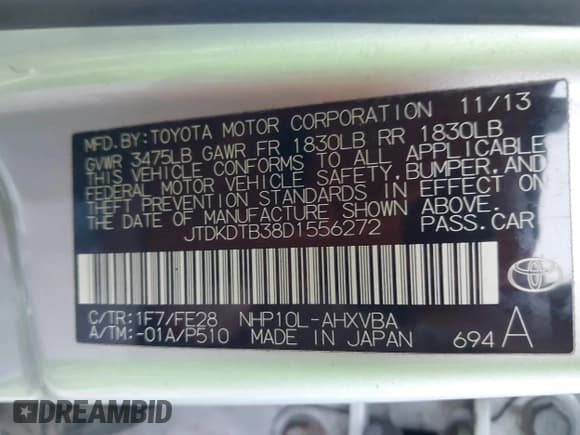 MFD.BY:TOYOTA MOTOR CORPORATION 11/13
GVWR 3475LB GAWR FR 1830LB RR 1830LB
THIS VEHICLE CONFORMS TO ALL APPLICABLE
FEDERAL MOTOR VEHICLE SAFETY,BUMPER,AND
THEFT PREVENTION STANDARDS IN EFFECT ON
THE DATE OF MANUFACTURE SHOWN ABOVE.
JTDKDTB38D1556272 PASS.CAR
C/TR:1F7/FE28 NHP10L-AHXVBA
A/TM:-01A/P510 MADE IN JAPAN 694 A
TOYOTA
DREAMBID